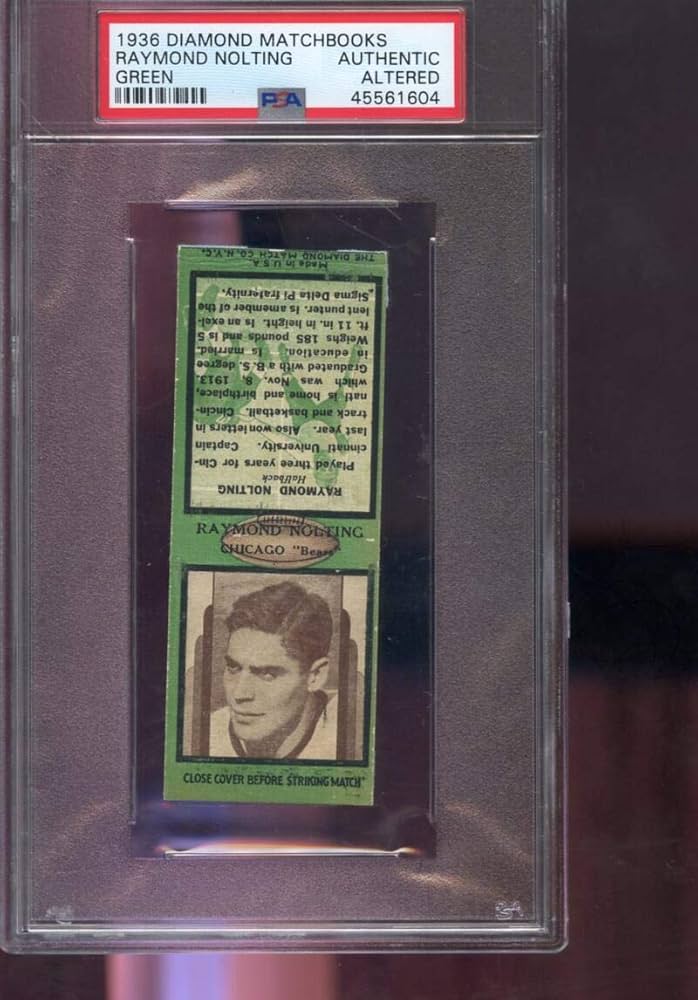 1936 DIAMOND MATCHBOOKS
RAYMOND NOLTING AUTHENTIC
GREEN ALTERED
PSA 45561604
RAYMOND NOLTING
Halfback
Played three years for Cin-
cinnati University. Captain
last year. Also won letters in
track and basketball. Cincin-
nati is home and birthplace,
which was Nov. 8, 1913.
Graduated with a B.S. degree
in education. Is married.
Weighs 185 pounds and is 5
ft. 11 in. in height. Is an exel-
lent punter. Is a member of the
Sigma Delta Pi fraternity.
Made in U.S.A.
THE DIAMOND MATCH CO. N.Y.C.
RAYMOND NOLTING
CHICAGO "Bears"
CLOSE COVER BEFORE STRIKING MATCH
PSA